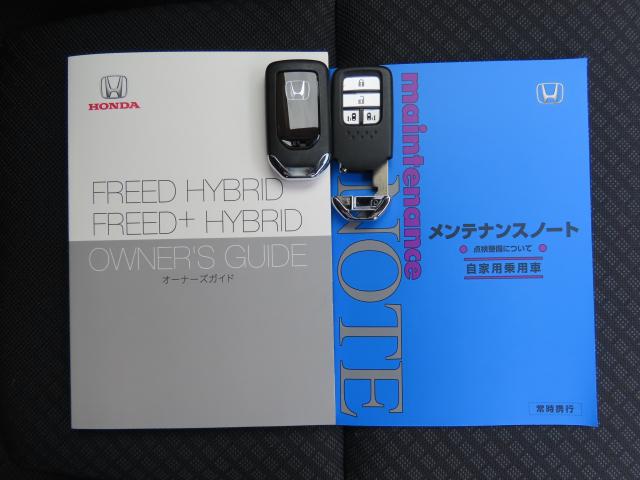 HONDA
FREED HYBRID
FREED+ HYBRID
OWNER'S GUIDE
オーナーズガイド
maintenance
NOTE
メンテナンスノート
点検整備について
自家用乗用車
常時携行